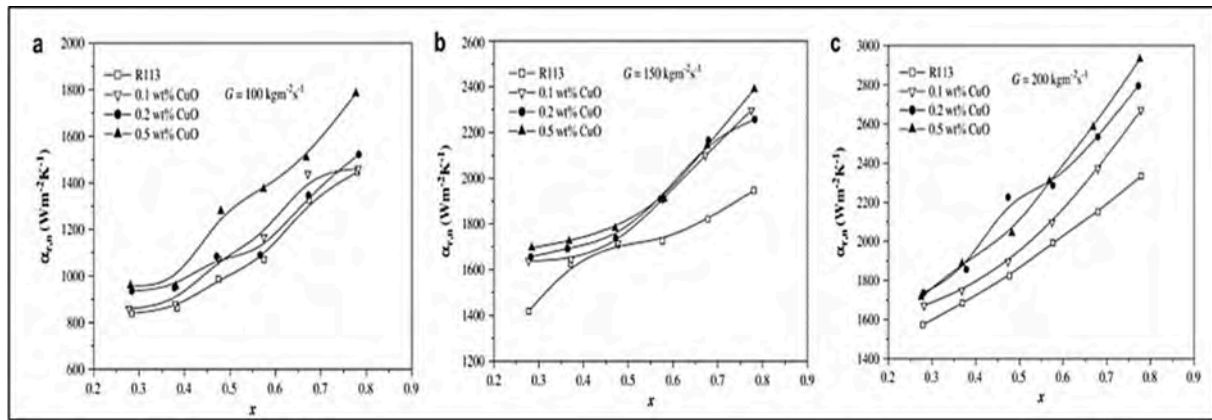 a
2000
1800
1600
1400
1200
1000
800
600
R113
0.1 wt% CuO
0.2 wt% CuO
0.5 wt% CuO
G = 100 kgm⁻²s⁻¹
α_r,n (Wm⁻²K⁻¹)
0.2 0.3 0.4 0.5 0.6 0.7 0.8 0.9
x
b
2600
2400
2200
2000
1800
1600
1400
1200
R113
0.1 wt% CuO
0.2 wt% CuO
0.5 wt% CuO
G = 150 kgm⁻²s⁻¹
α_r,n (Wm⁻²K⁻¹)
0.2 0.3 0.4 0.5 0.6 0.7 0.8 0.9
x
c
3000
2800
2600
2400
2200
2000
1800
1600
1400
R113
0.1 wt% CuO
0.2 wt% CuO
0.5 wt% CuO
G = 200 kgm⁻²s⁻¹
α_r,n (Wm⁻²K⁻¹)
0.2 0.3 0.4 0.5 0.6 0.7 0.8 0.9
x